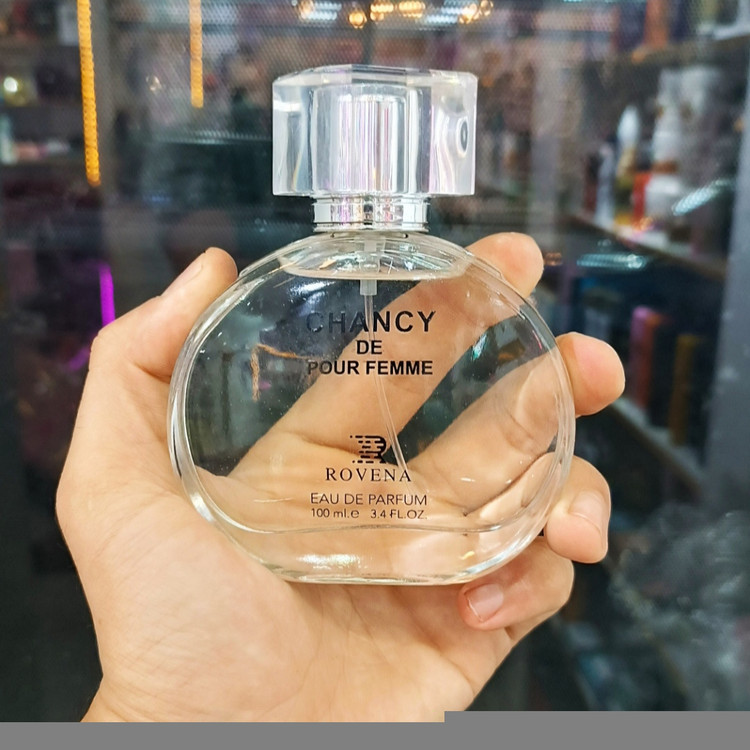 CHANCY
DE
POUR FEMME
R
ROVENA
EAU DE PARFUM
100 ml.e 3.4 FL.OZ.